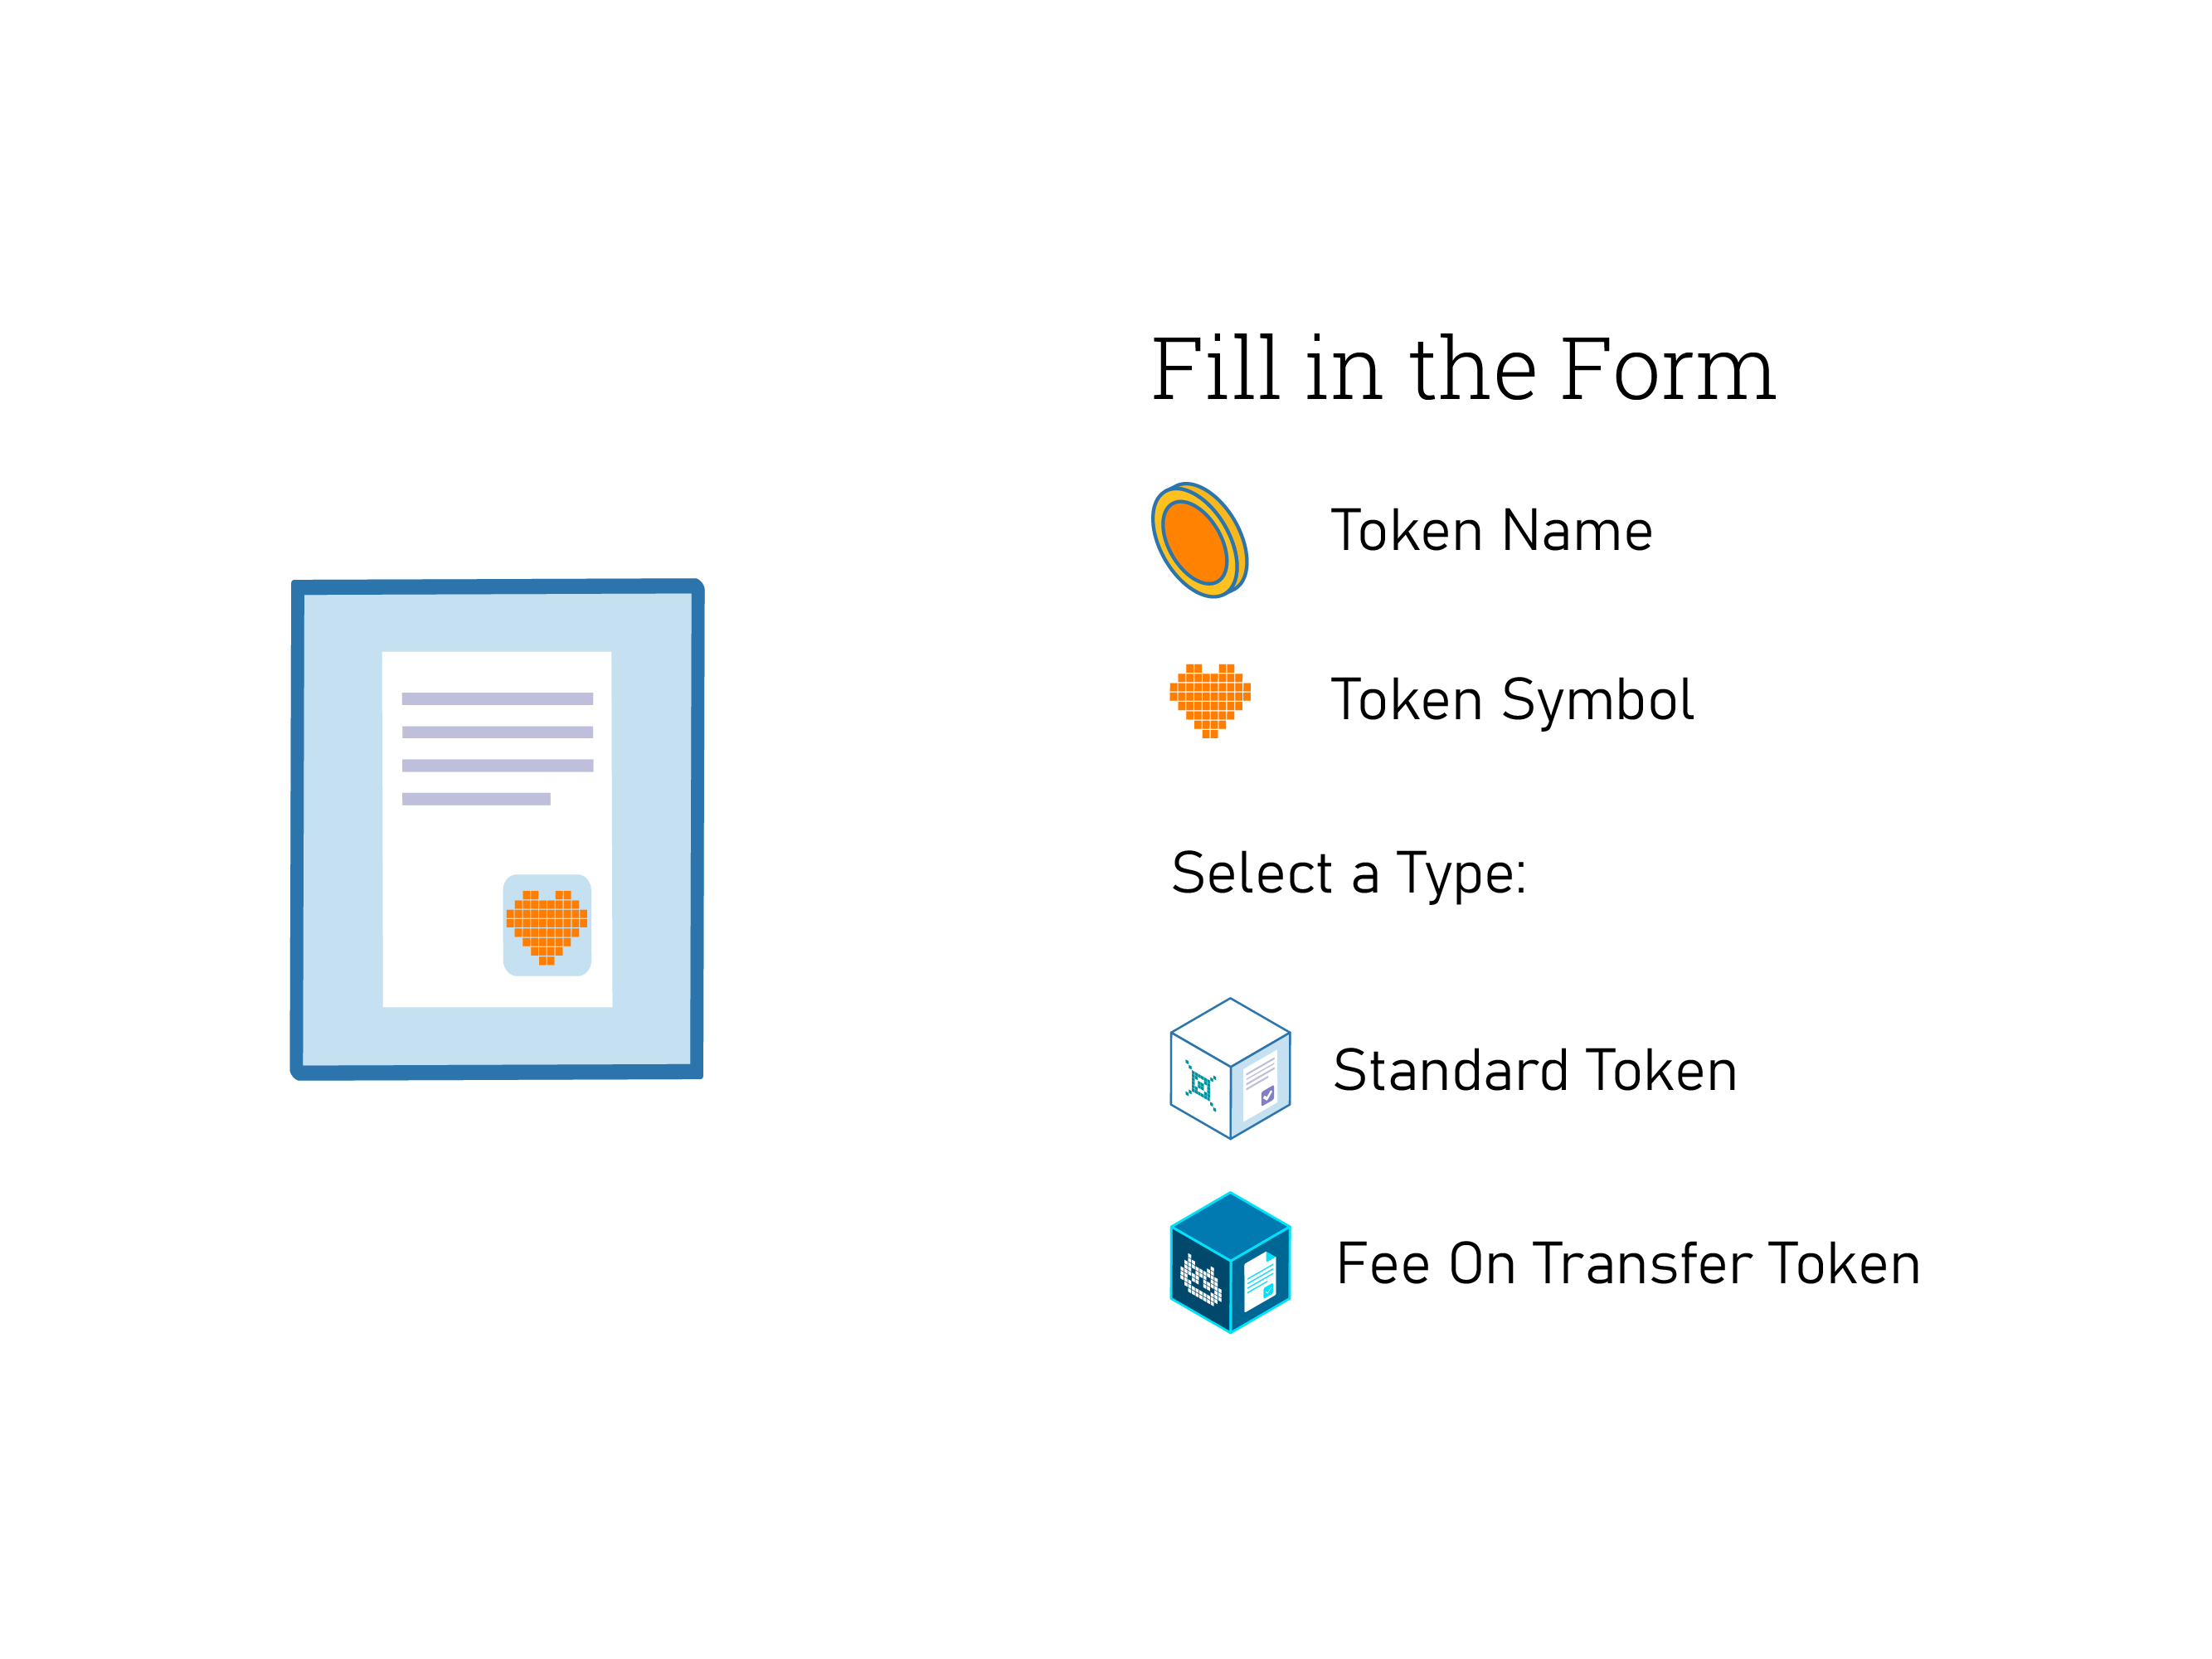 Fill in the Form
Token Name
Token Symbol
Select a Type:
Standard Token
Fee On Transfer Token